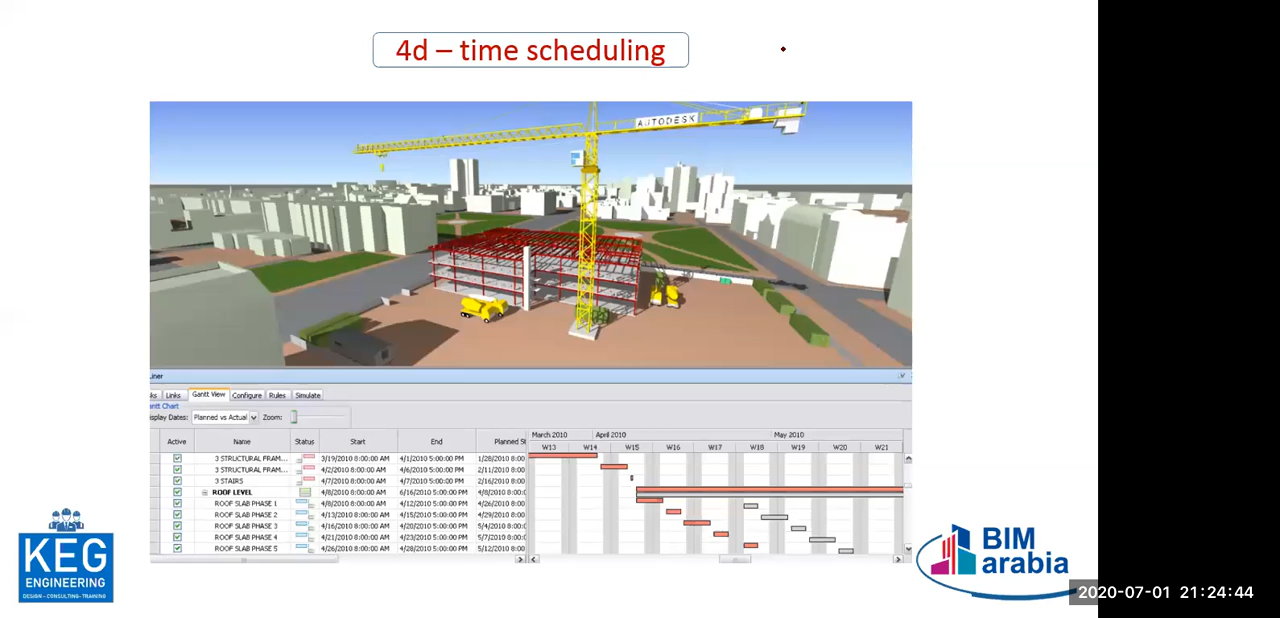 4d – time scheduling
AUTODESK
Liner
Links Gantt View Configure Rules Simulate
Display Dates: Planned vs Actual Zoom:
March 2010 April 2010 May 2010
Active Name Status Start End Planned St
W13 W14 W15 W16 W17 W18 W19 W20 W21
3 STRUCTURAL FRAM... 3/19/2010 8:00:00 AM 4/1/2010 5:00:00 PM 1/28/2010 8:00
3 STRUCTURAL FRAM... 4/2/2010 8:00:00 AM 4/6/2010 5:00:00 PM 2/11/2010 8:00
3 STAIRS 4/7/2010 8:00:00 AM 4/7/2010 5:00:00 PM 2/16/2010 8:00
ROOF LEVEL 4/8/2010 8:00:00 AM 6/16/2010 5:00:00 PM 4/8/2010 8:00:0
ROOF SLAB PHASE 1 4/8/2010 8:00:00 AM 4/12/2010 5:00:00 PM 4/26/2010 8:00
ROOF SLAB PHASE 2 4/13/2010 8:00:00 AM 4/15/2010 5:00:00 PM 4/29/2010 8:00
ROOF SLAB PHASE 3 4/16/2010 8:00:00 AM 4/21/2010 5:00:00 PM 5/4/2010 8:00:0
ROOF SLAB PHASE 4 4/21/2010 8:00:00 AM 4/23/2010 5:00:00 PM 5/7/2010 8:00:0
ROOF SLAB PHASE 5 4/26/2010 8:00:00 AM 4/28/2010 5:00:00 PM 5/12/2010 8:00
KEG
ENGINEERING
DESIGN – CONSULTING – TRAINING
BIM
arabia
2020-07-01 21:24:44